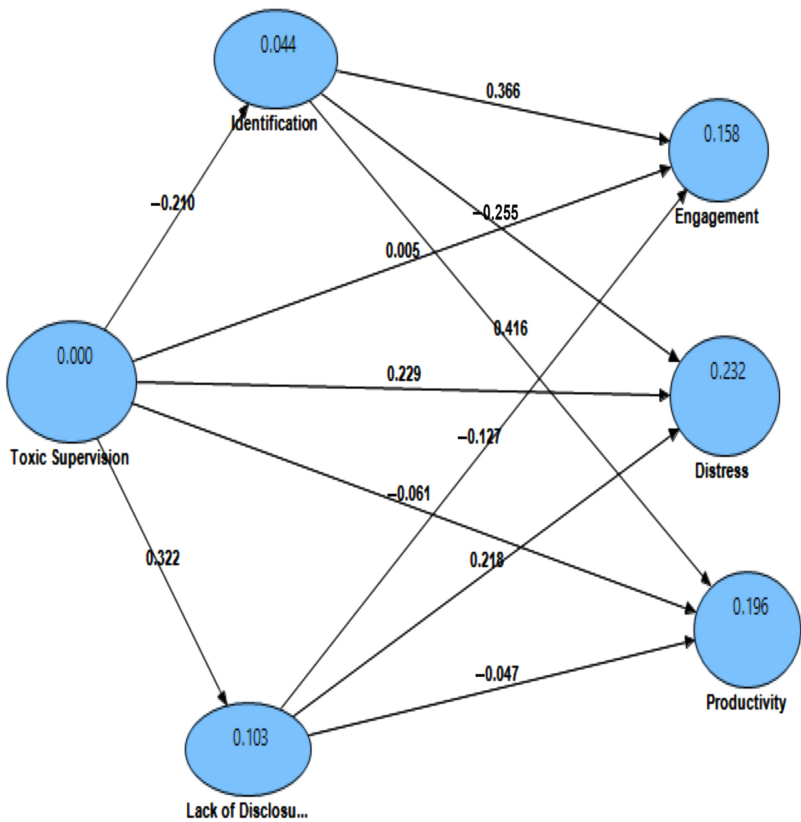 0.044
Identification
0.366
0.158
Engagement
−0.210
−0.255
0.005
0.416
0.000
Toxic Supervision
0.229
0.232
Distress
−0.127
−0.061
0.322
0.218
0.196
Productivity
−0.047
0.103
Lack of Disclosu...